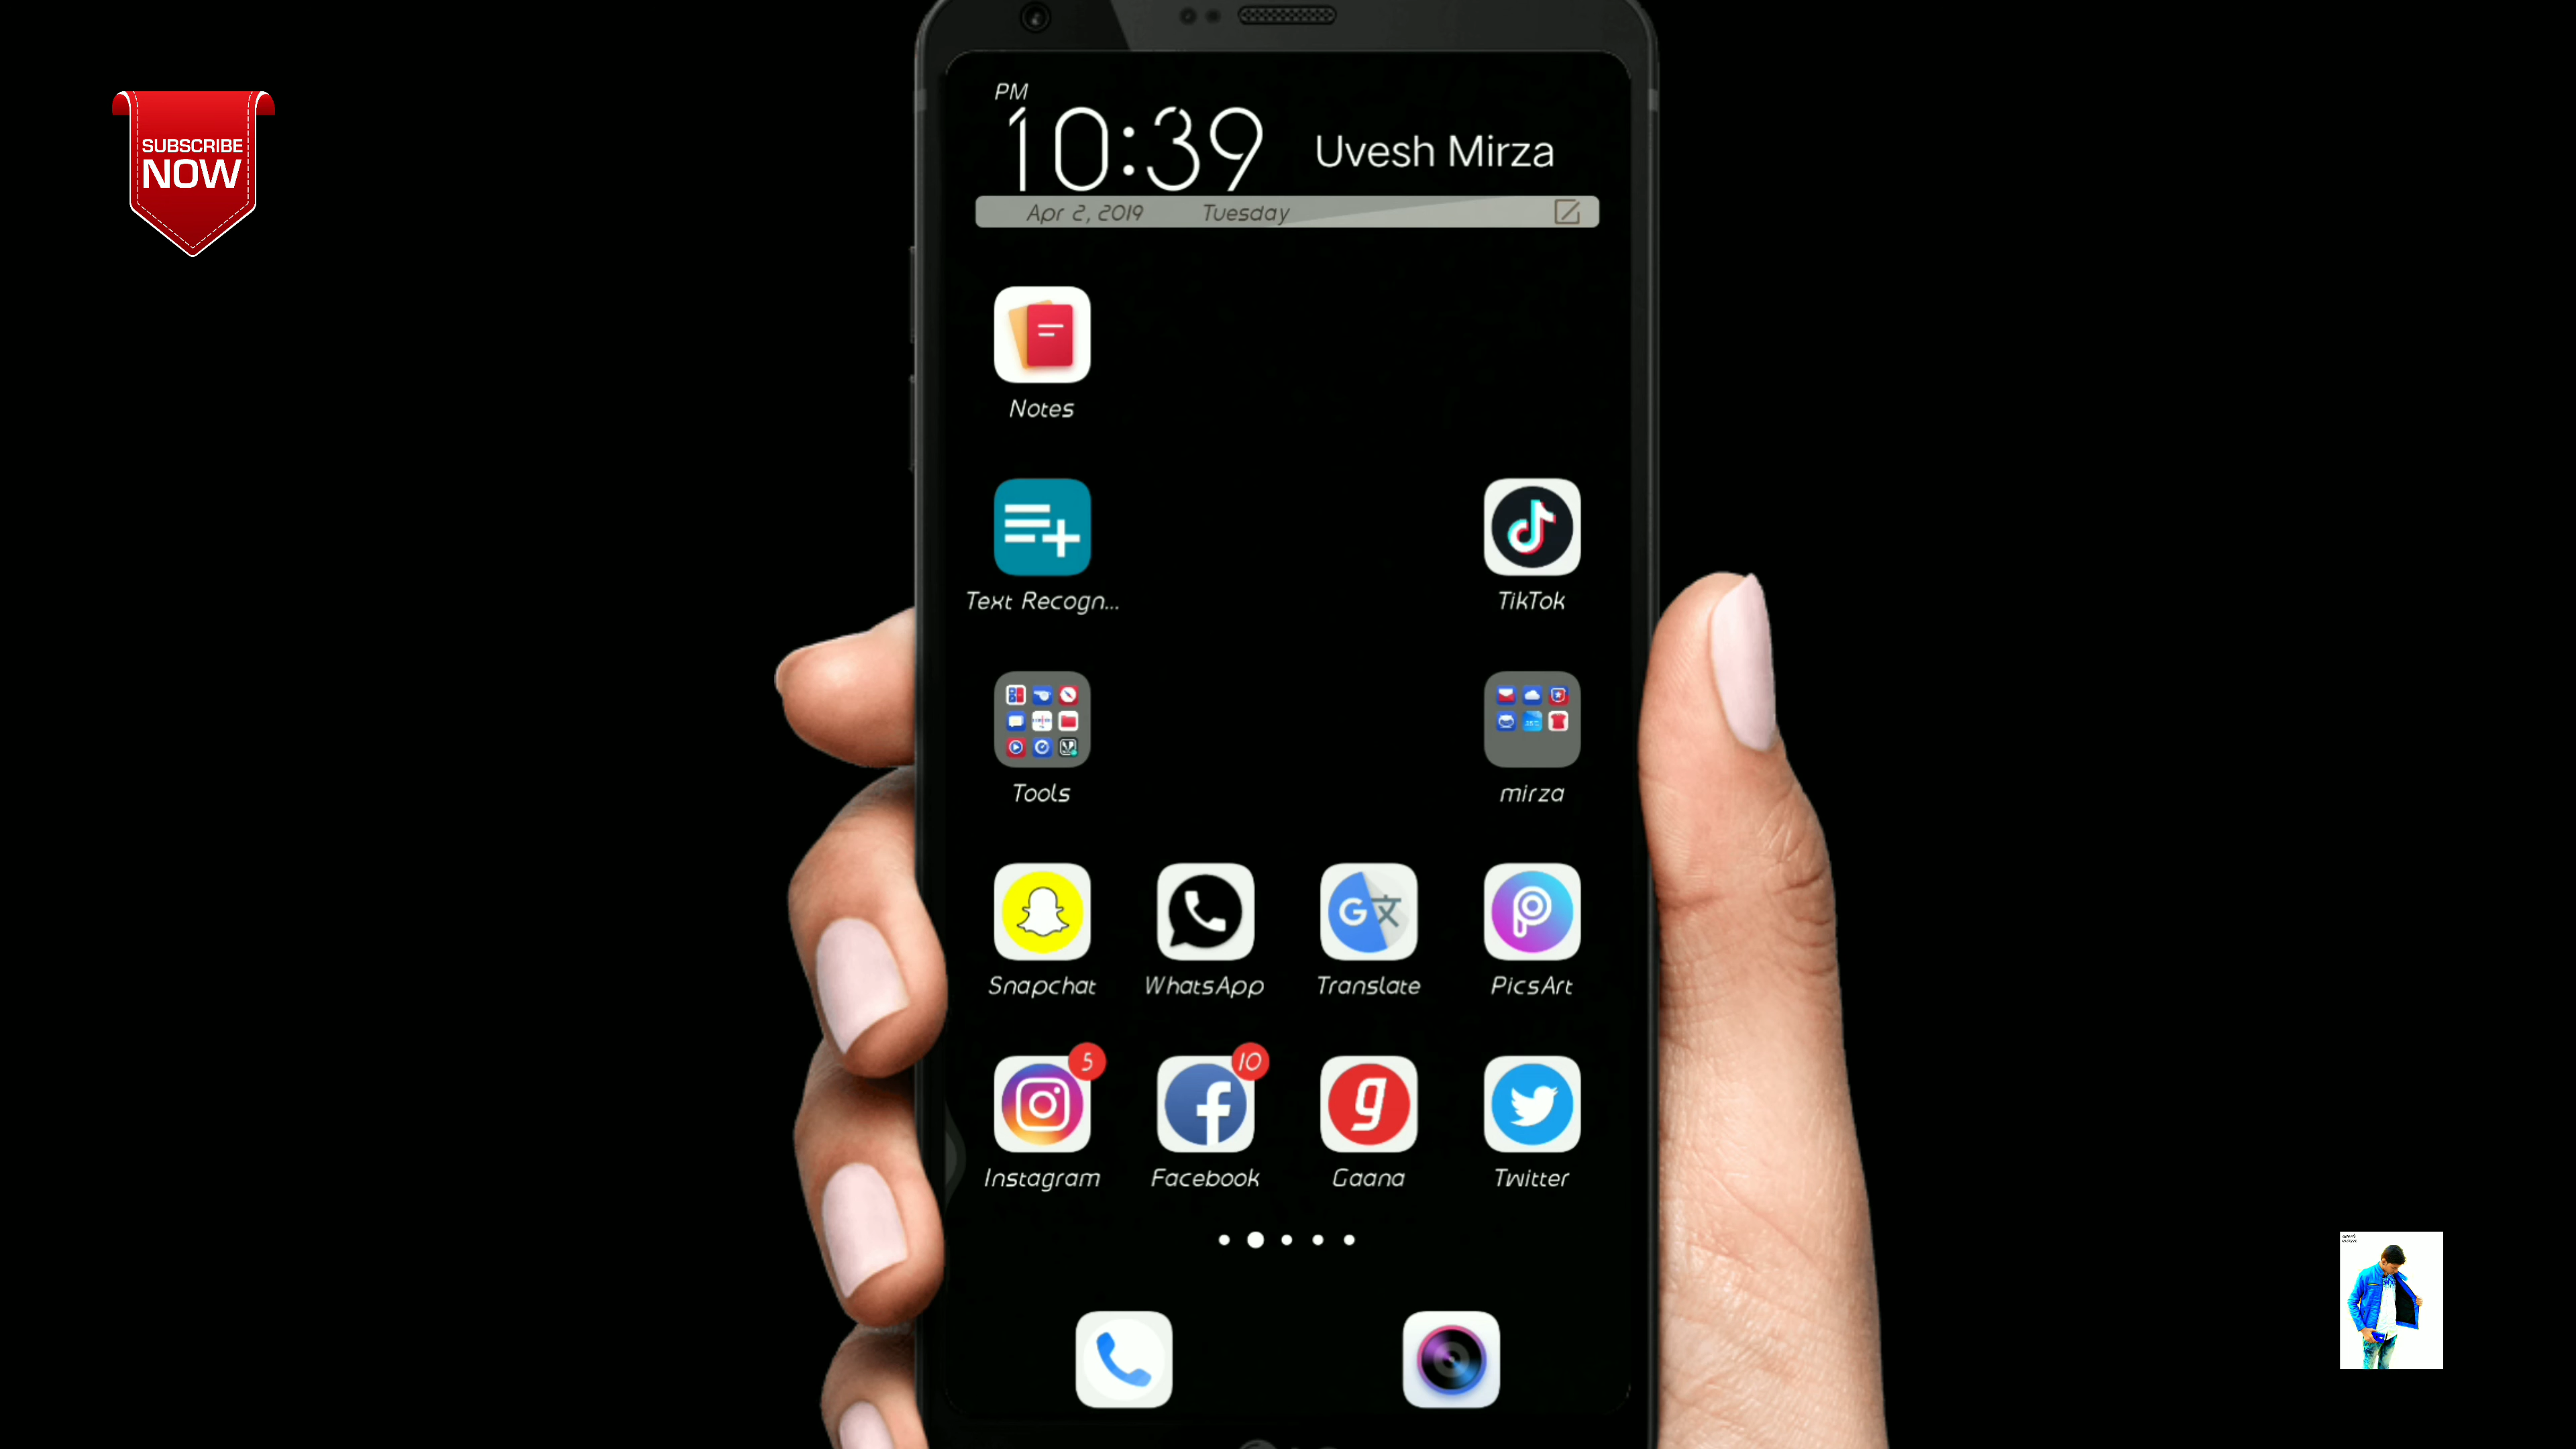 SUBSCRIBE
NOW
PM
10:39
Uvesh Mirza
Apr 2, 2019 Tuesday
Notes
Text Recogn...
TikTok
Tools
mirza
Snapchat WhatsApp Translate PicsArt
5 10
Instagram Facebook Gaana Twitter